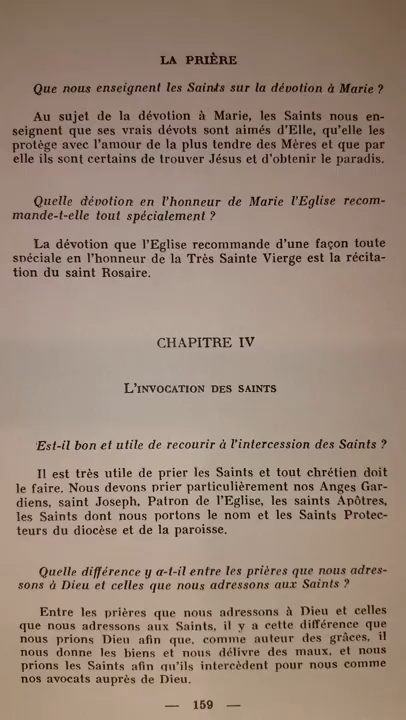 LA PRIÈRE
Que nous enseignent les Saints sur la dévotion à Marie ?
Au sujet de la dévotion à Marie, les Saints nous en-
seignent que ses vrais dévots sont aimés d'Elle, qu'elle les
protège avec l'amour de la plus tendre des Mères et que par
elle ils sont certains de trouver Jésus et d'obtenir le paradis.
Quelle dévotion en l'honneur de Marie l'Eglise recom-
mande-t-elle tout spécialement ?
La dévotion que l'Eglise recommande d'une façon toute
spéciale en l'honneur de la Très Sainte Vierge est la récita-
tion du saint Rosaire.
CHAPITRE IV
L'INVOCATION DES SAINTS
Est-il bon et utile de recourir à l'intercession des Saints ?
Il est très utile de prier les Saints et tout chrétien doit
le faire. Nous devons prier particulièrement nos Anges Gar-
diens, saint Joseph, Patron de l'Eglise, les saints Apôtres,
les Saints dont nous portons le nom et les Saints Protec-
teurs du diocèse et de la paroisse.
Quelle différence y a-t-il entre les prières que nous adres-
sons à Dieu et celles que nous adressons aux Saints ?
Entre les prières que nous adressons à Dieu et celles
que nous adressons aux Saints, il y a cette différence que
nous prions Dieu afin que, comme auteur des grâces, il
nous donne les biens et nous délivre des maux, et nous
prions les Saints afin qu'ils intercèdent pour nous comme
nos avocats auprès de Dieu.
— 159 —